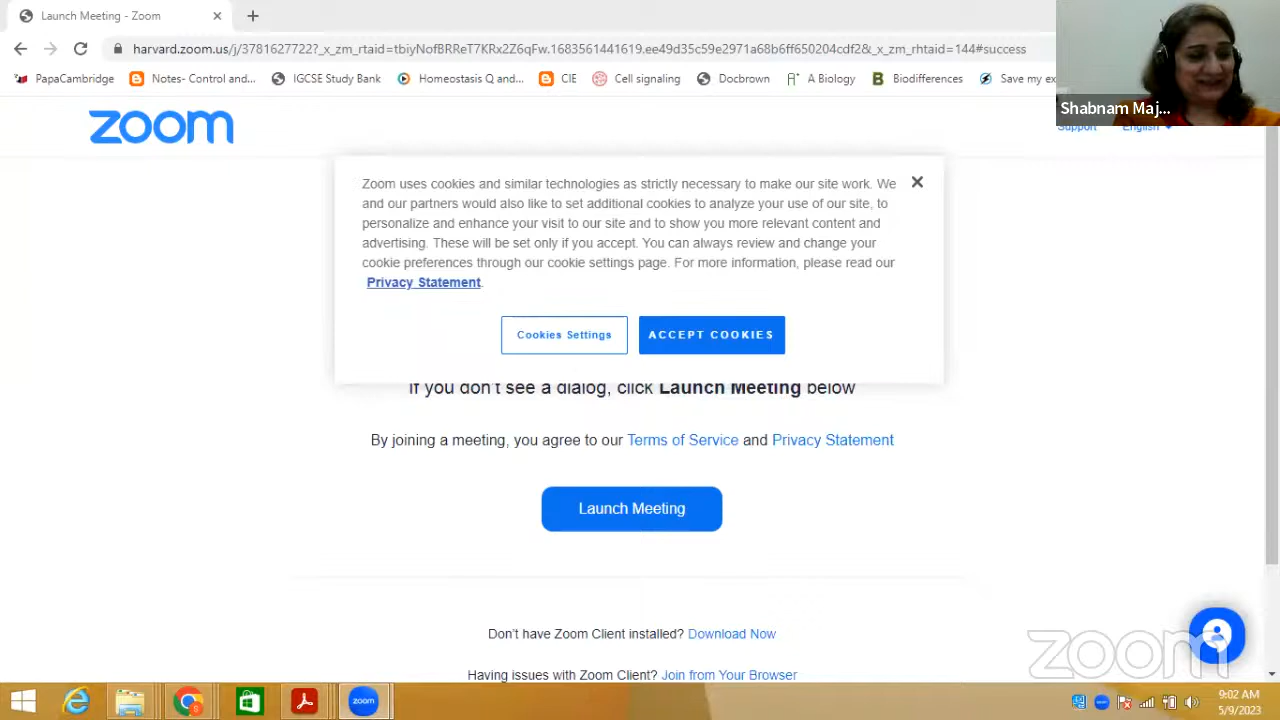 Launch Meeting - Zoom
harvard.zoom.us/j/3781627722?_x_zm_rtaid=tbiyNofBRReT7KRx2Z6qFw.1683561441619.ee49d35c59e2971a68b6ff650204cdf2&_x_zm_rhtaid=144#success
PapaCambridge
Notes- Control and...
IGCSE Study Bank
Homeostasis Q and...
CIE
Cell signaling
Docbrown
A Biology
Biodifferences
Save my ex
Shabnam Maj...
zoom
Support
English
Zoom uses cookies and similar technologies as strictly necessary to make our site work. We
and our partners would also like to set additional cookies to analyze your use of our site, to
personalize and enhance your visit to our site and to show you more relevant content and
advertising. These will be set only if you accept. You can always review and change your
cookie preferences through our cookie settings page. For more information, please read our
Privacy Statement.
Cookies Settings
ACCEPT COOKIES
If you don't see a dialog, click Launch Meeting below
By joining a meeting, you agree to our Terms of Service and Privacy Statement
Launch Meeting
Don't have Zoom Client installed? Download Now
Having issues with Zoom Client? Join from Your Browser
zoom
zoom
9:02 AM
5/9/2023